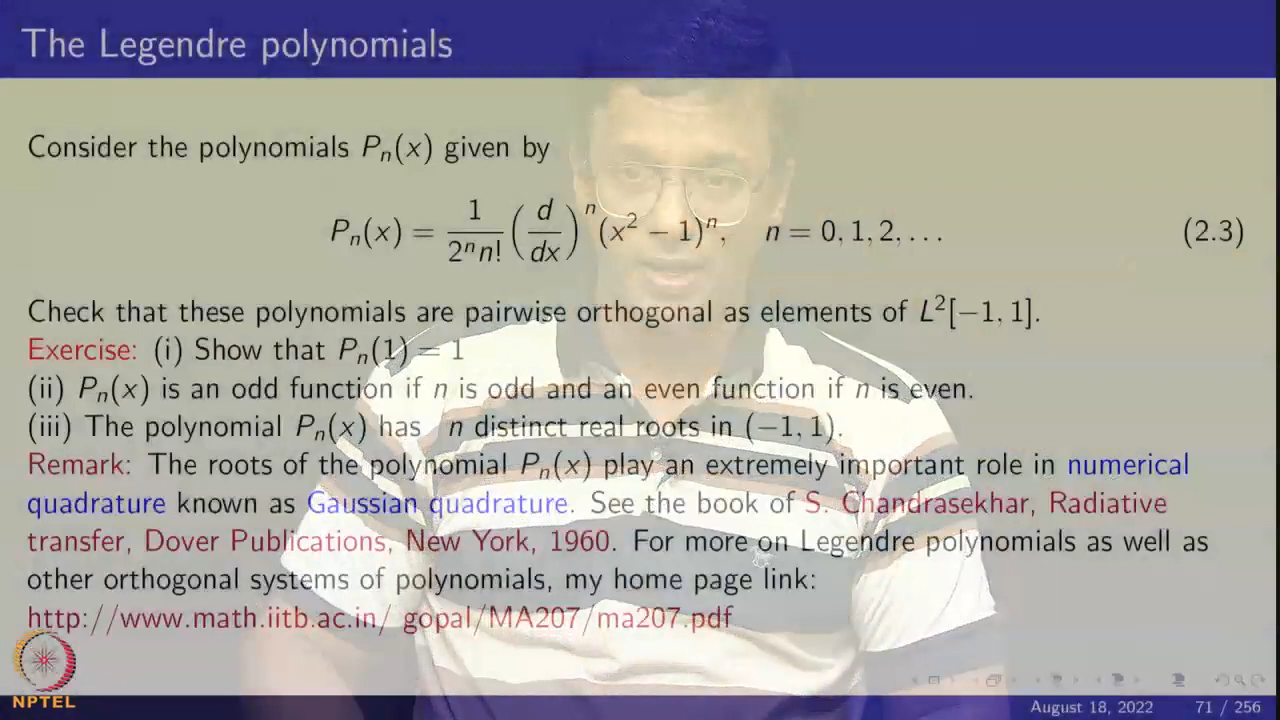 The Legendre polynomials
Consider the polynomials Pₙ(x) given by
Pₙ(x) = 1/(2ⁿn!) (d/dx)ⁿ (x² − 1)ⁿ, n = 0, 1, 2, . . . (2.3)
Check that these polynomials are pairwise orthogonal as elements of L²[−1, 1].
Exercise: (i) Show that Pₙ(1) = 1
(ii) Pₙ(x) is an odd function if n is odd and an even function if n is even.
(iii) The polynomial Pₙ(x) has n distinct real roots in (−1, 1).
Remark: The roots of the polynomial Pₙ(x) play an extremely important role in numerical
quadrature known as Gaussian quadrature. See the book of S. Chandrasekhar, Radiative
transfer, Dover Publications, New York, 1960. For more on Legendre polynomials as well as
other orthogonal systems of polynomials, my home page link:
http://www.math.iitb.ac.in/ gopal/MA207/ma207.pdf
NPTEL
August 18, 2022 71 / 256